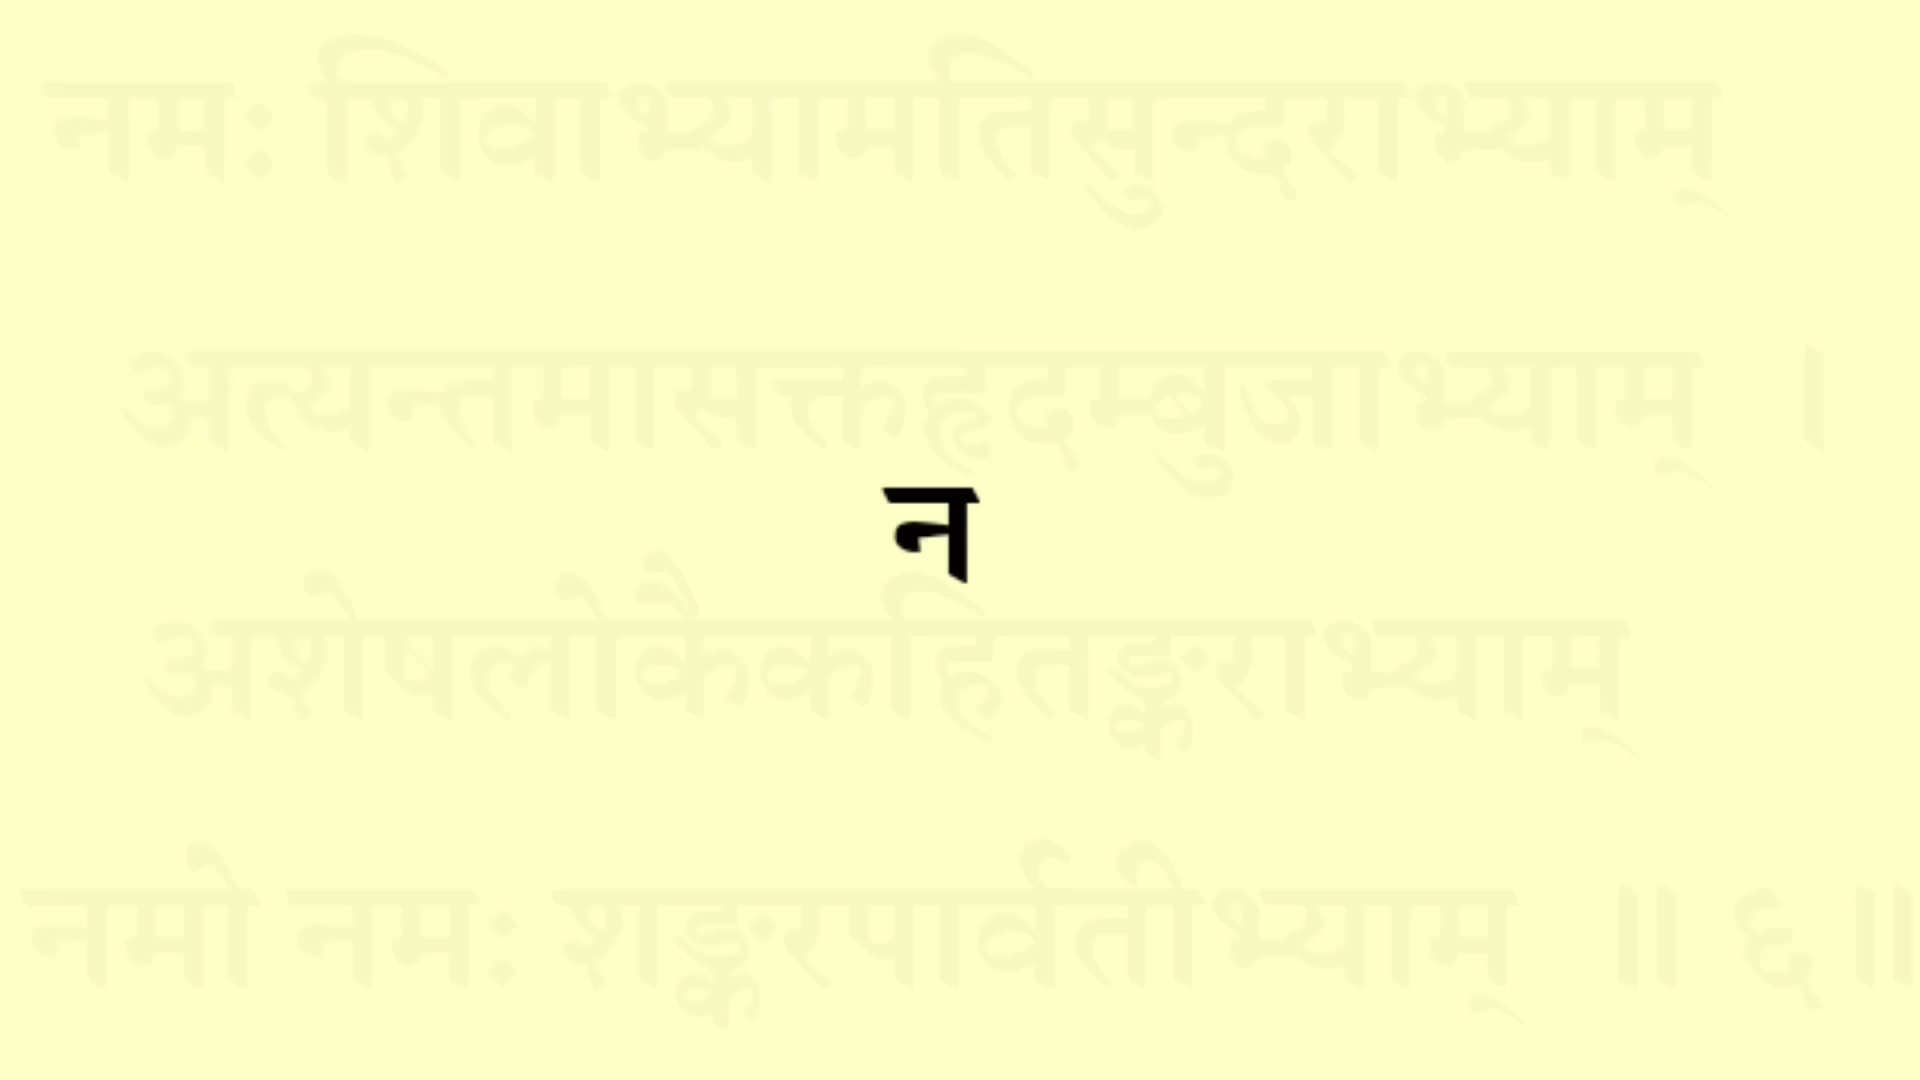 नमः शिवाभ्यामतिसुन्दराभ्याम्
अत्यन्तमासक्तहृदम्बुजाभ्याम् ।
न
अशेषलोकैकहितङ्कराभ्याम्
नमो नमः शङ्करपार्वतीभ्याम् ॥ ६ ॥